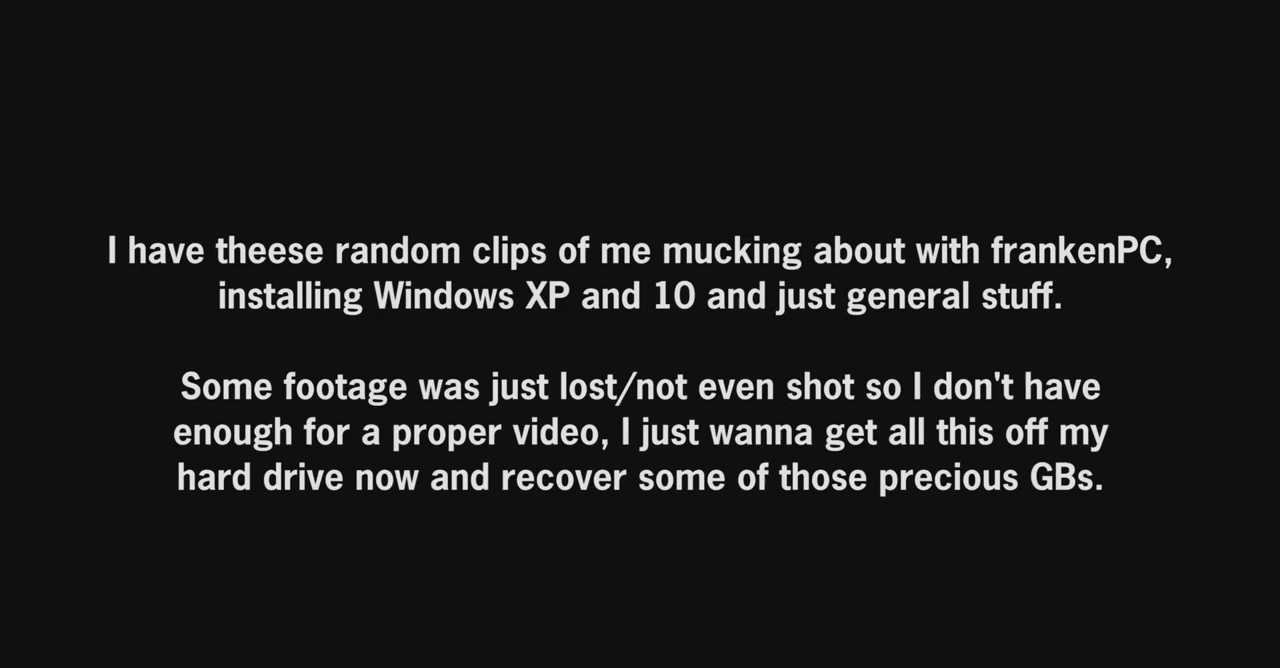 I have theese random clips of me mucking about with frankenPC,
installing Windows XP and 10 and just general stuff.
Some footage was just lost/not even shot so I don't have
enough for a proper video, I just wanna get all this off my
hard drive now and recover some of those precious GBs.